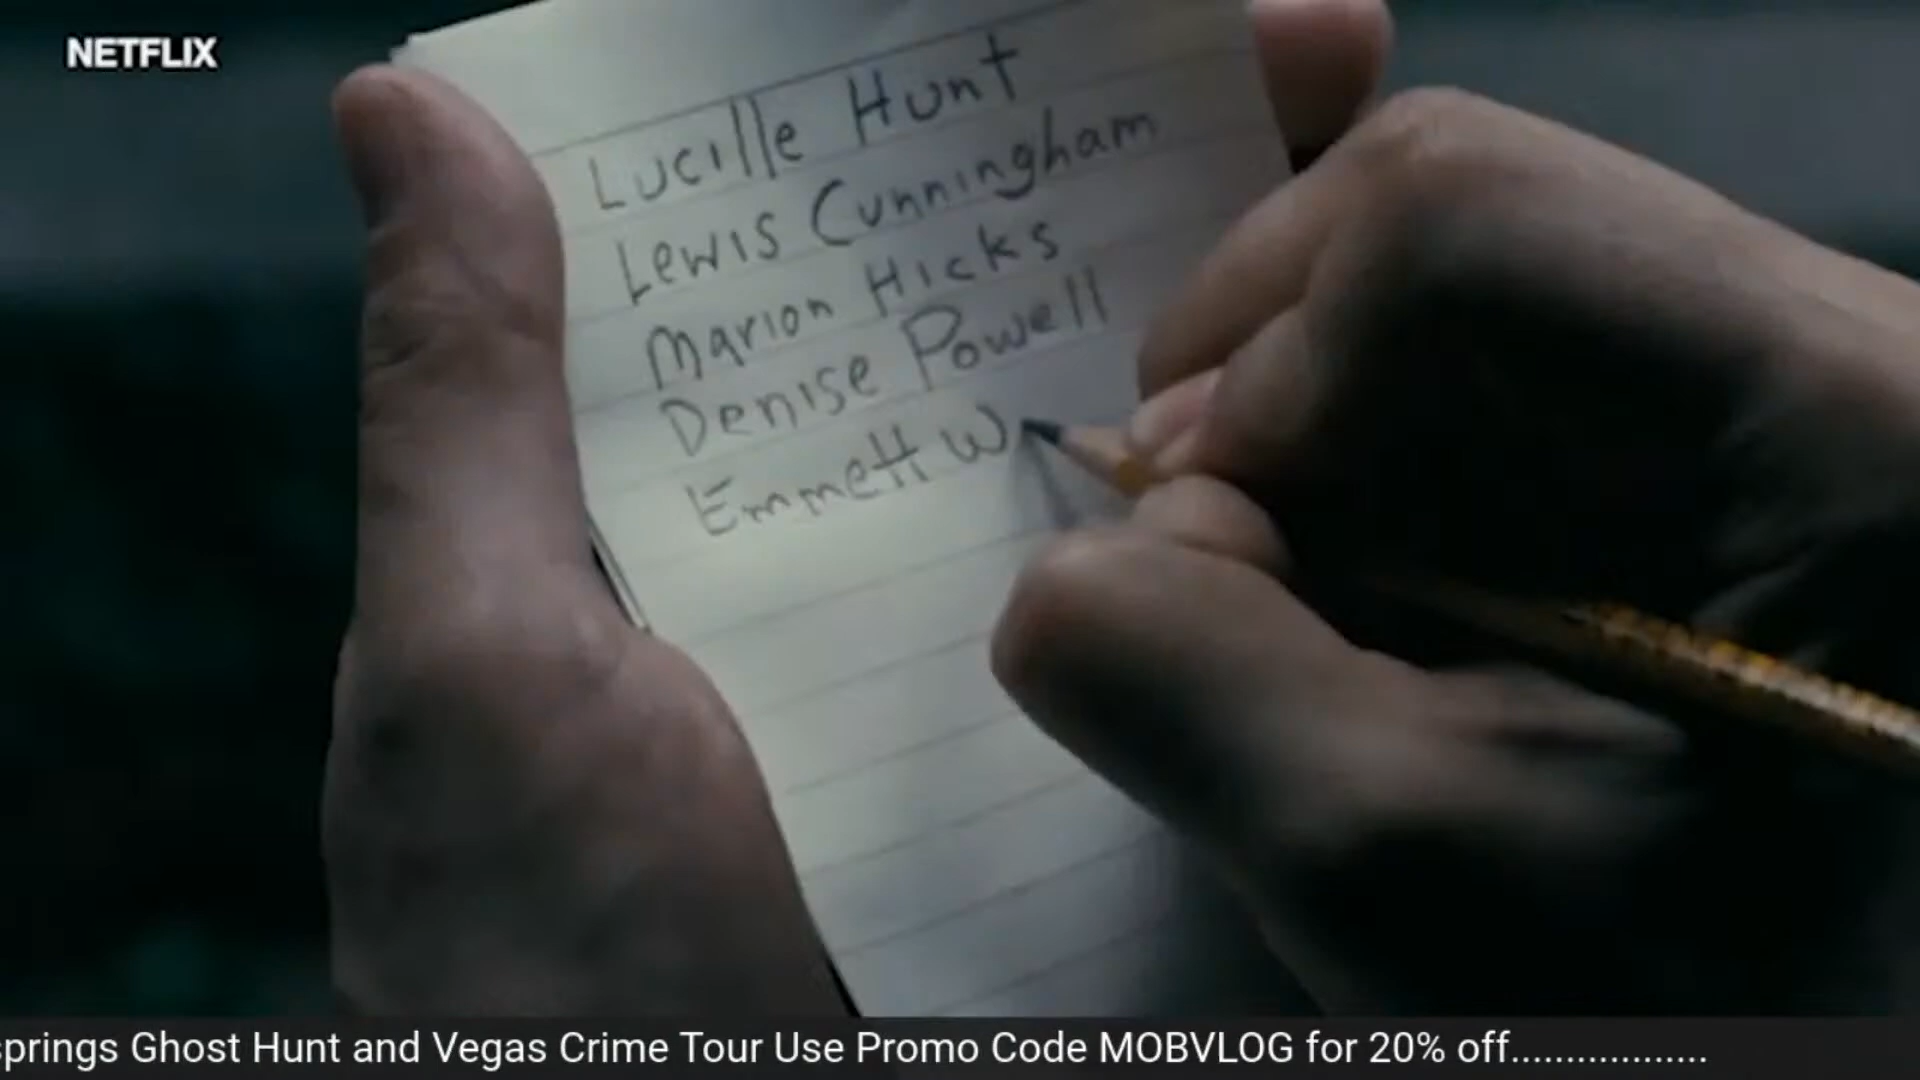 NETFLIX
Lucille Hunt
Lewis Cunningham
Marion Hicks
Denise Powell
Emmett W
springs Ghost Hunt and Vegas Crime Tour Use Promo Code MOBVLOG for 20% off..................